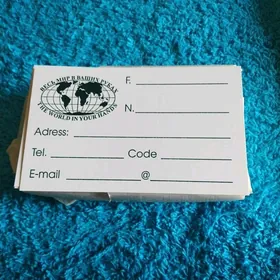 ВЕСЬ МИР В ВАШИХ РУКАХ
THE WORLD IN YOUR HANDS
F.
N.
Adress:
Tel. Code
E-mail @